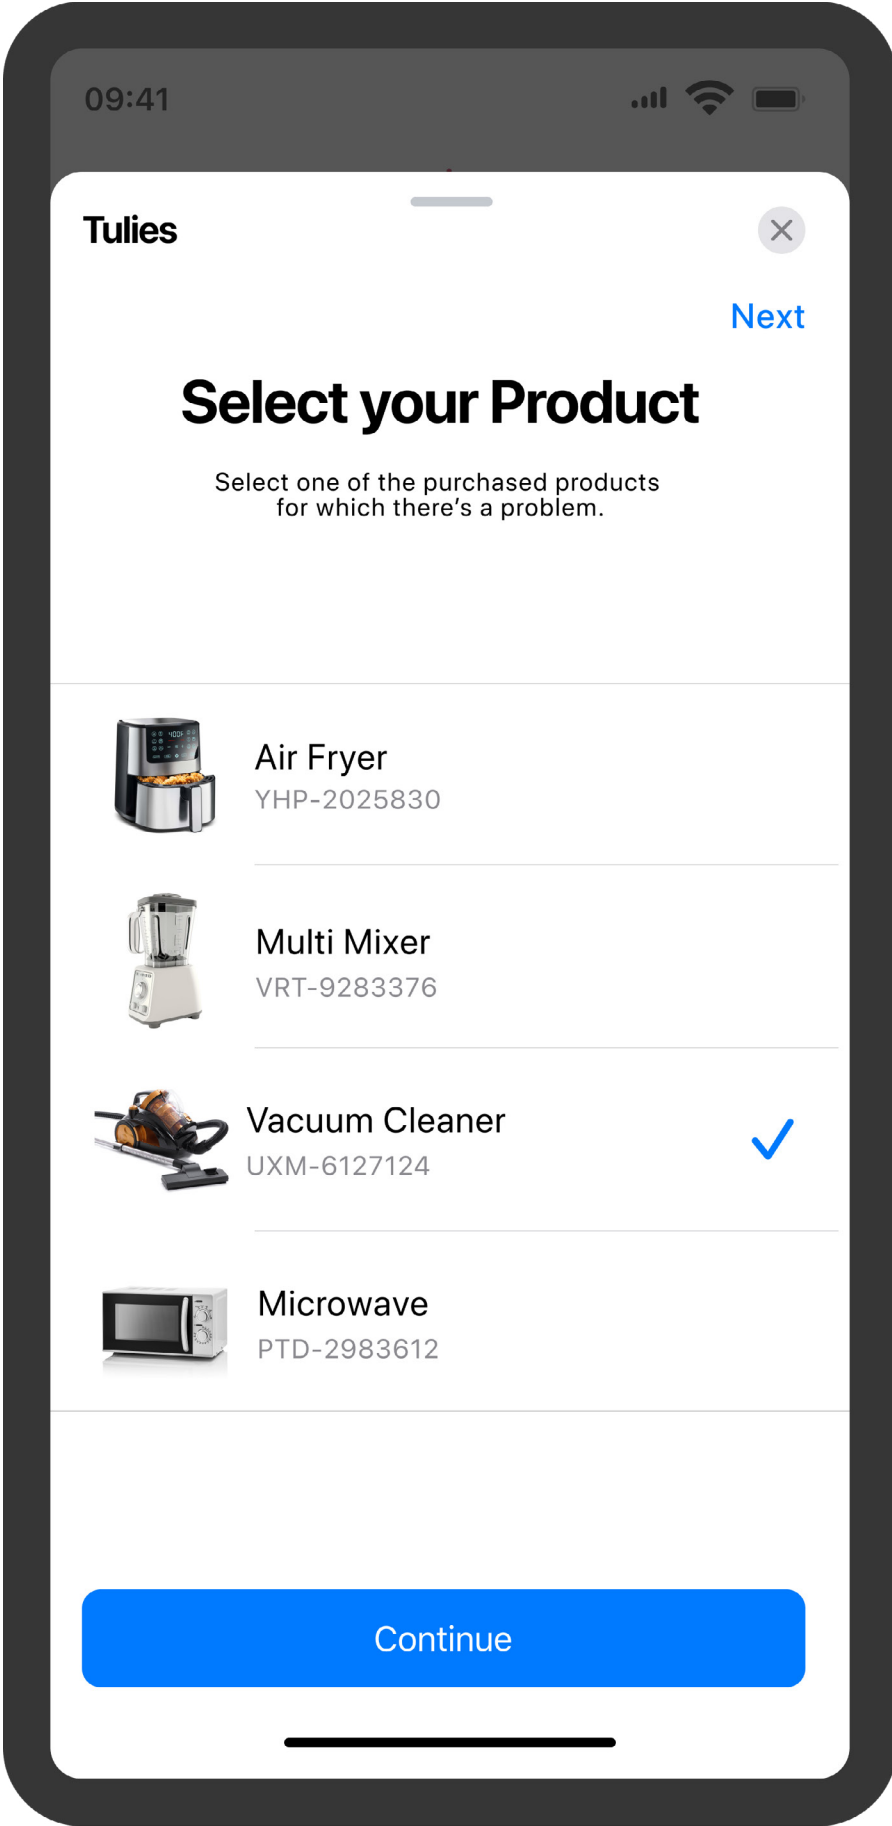 09:41
Tulies
Next
Select your Product
Select one of the purchased products
for which there's a problem.
400F
Air Fryer
YHP-2025830
Multi Mixer
VRT-9283376
Vacuum Cleaner
UXM-6127124
Microwave
PTD-2983612
Continue